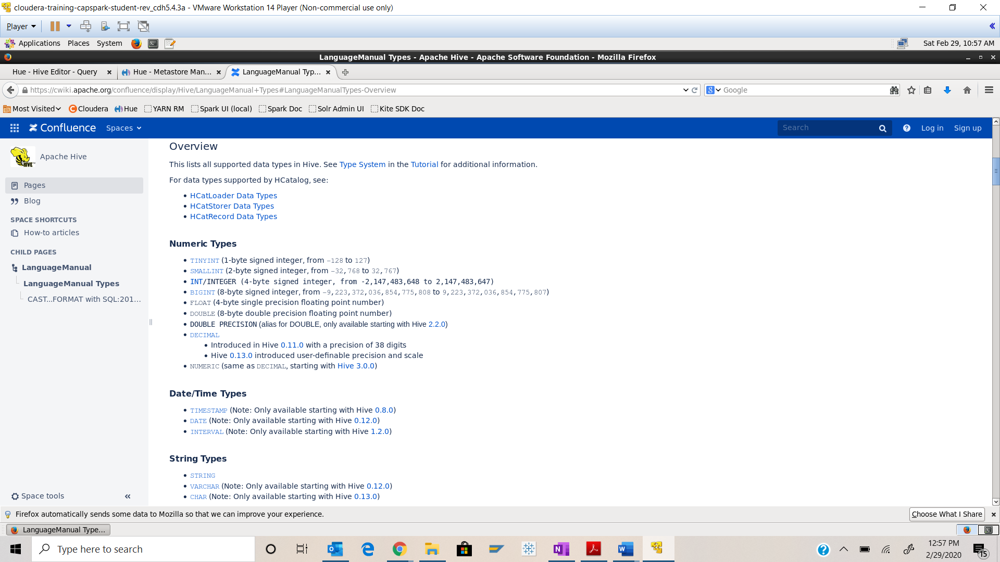 cloudera-training-capspark-student-rev_cdh5.4.3a - VMware Workstation 14 Player (Non-commercial use only)
Player
Applications Places System Sat Feb 29, 10:57 AM
LanguageManual Types - Apache Hive - Apache Software Foundation - Mozilla Firefox
Hue - Hive Editor - Query Hue - Metastore Man... LanguageManual Typ...
https://cwiki.apache.org/confluence/display/Hive/LanguageManual+Types#LanguageManualTypes-Overview Google
Most Visited Cloudera Hue YARN RM Spark UI (local) Spark Doc Solr Admin UI Kite SDK Doc
Confluence Spaces Search Log in Sign up
Apache Hive
Pages
Blog
SPACE SHORTCUTS
How-to articles
CHILD PAGES
LanguageManual
LanguageManual Types
CAST...FORMAT with SQL:201...
Space tools
Overview
This lists all supported data types in Hive. See Type System in the Tutorial for additional information.
For data types supported by HCatalog, see:
• HCatLoader Data Types
• HCatStorer Data Types
• HCatRecord Data Types
Numeric Types
• TINYINT (1-byte signed integer, from -128 to 127)
• SMALLINT (2-byte signed integer, from -32,768 to 32,767)
• INT/INTEGER (4-byte signed integer, from -2,147,483,648 to 2,147,483,647)
• BIGINT (8-byte signed integer, from -9,223,372,036,854,775,808 to 9,223,372,036,854,775,807)
• FLOAT (4-byte single precision floating point number)
• DOUBLE (8-byte double precision floating point number)
• DOUBLE PRECISION (alias for DOUBLE, only available starting with Hive 2.2.0)
• DECIMAL
• Introduced in Hive 0.11.0 with a precision of 38 digits
• Hive 0.13.0 introduced user-definable precision and scale
• NUMERIC (same as DECIMAL, starting with Hive 3.0.0)
Date/Time Types
• TIMESTAMP (Note: Only available starting with Hive 0.8.0)
• DATE (Note: Only available starting with Hive 0.12.0)
• INTERVAL (Note: Only available starting with Hive 1.2.0)
String Types
• STRING
• VARCHAR (Note: Only available starting with Hive 0.12.0)
• CHAR (Note: Only available starting with Hive 0.13.0)
Firefox automatically sends some data to Mozilla so that we can improve your experience. Choose What I Share
LanguageManual Type...
Type here to search
12:57 PM
2/29/2020
15